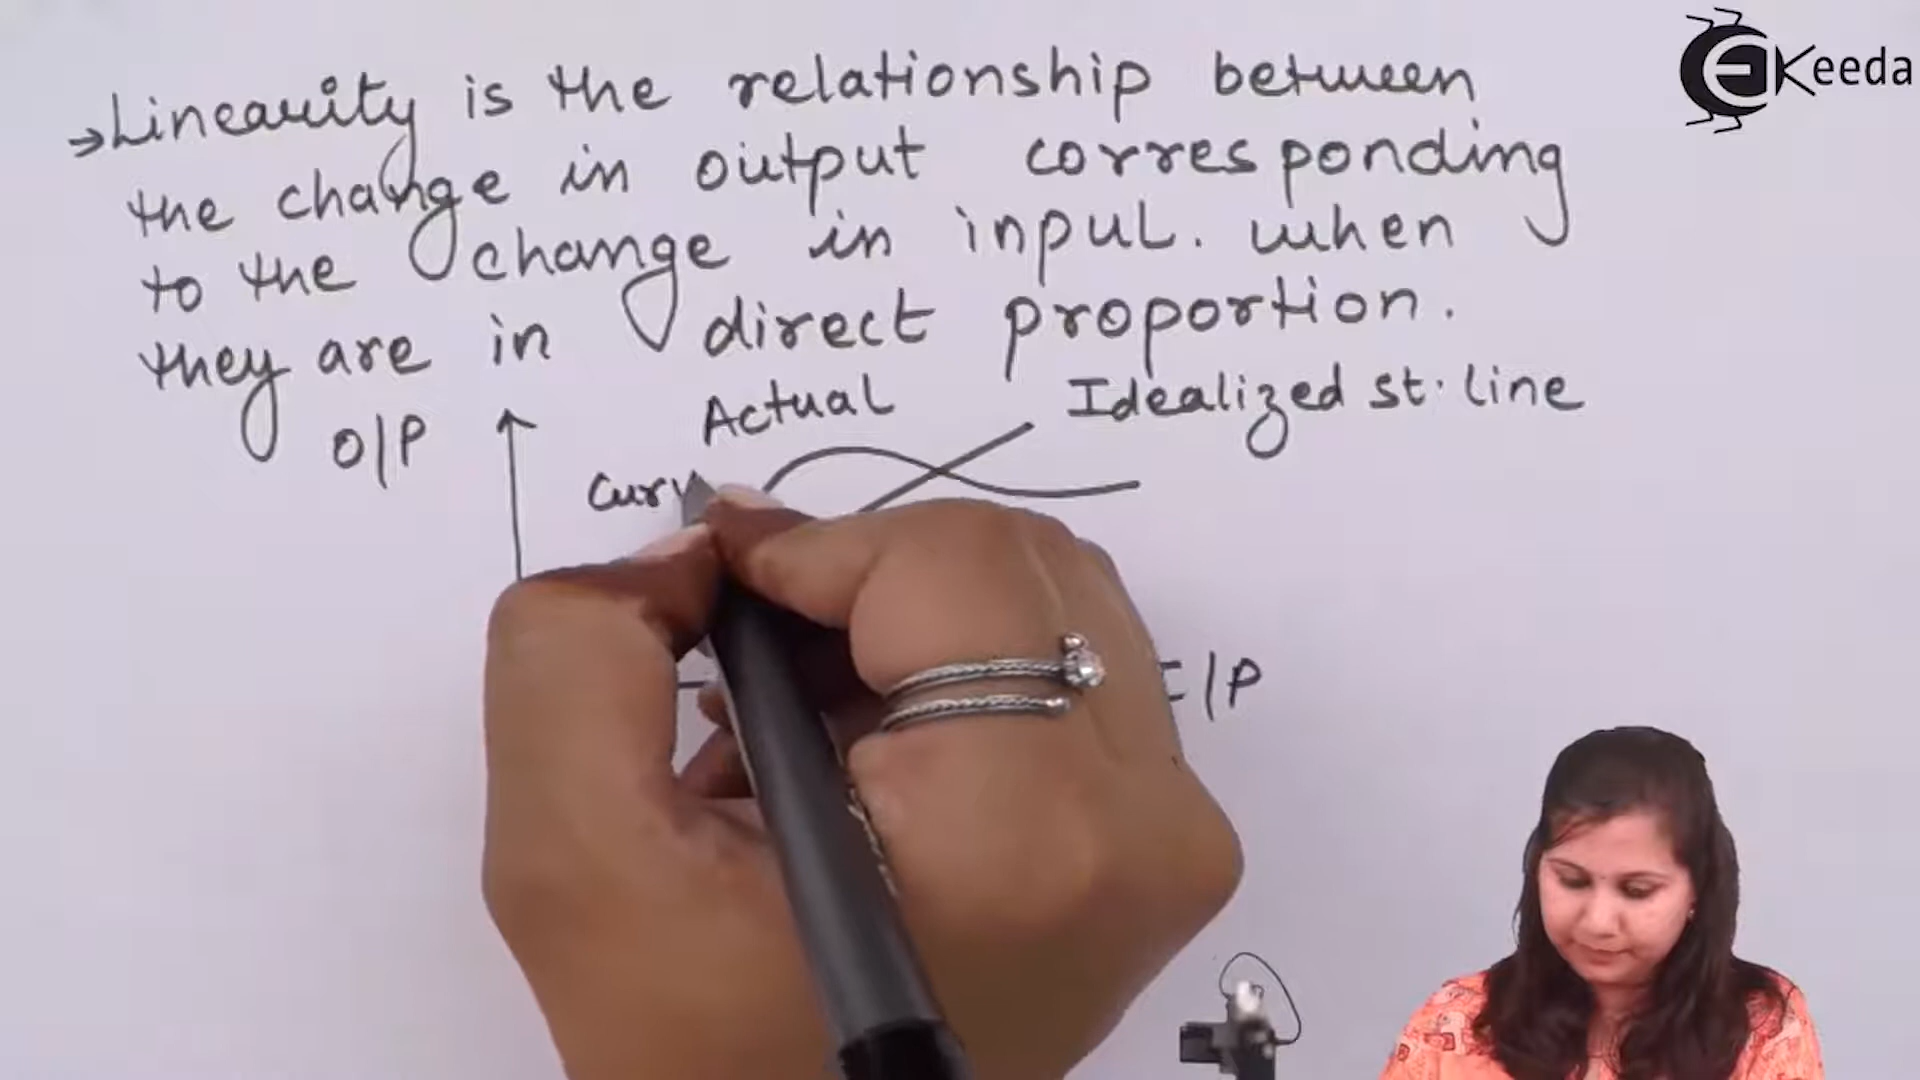 EKeeda
→ Linearity is the relationship between
the change in output corresponding
to the change in input. when
they are in direct proportion.
O/P
Actual
Idealized st. line
Curv
I/P